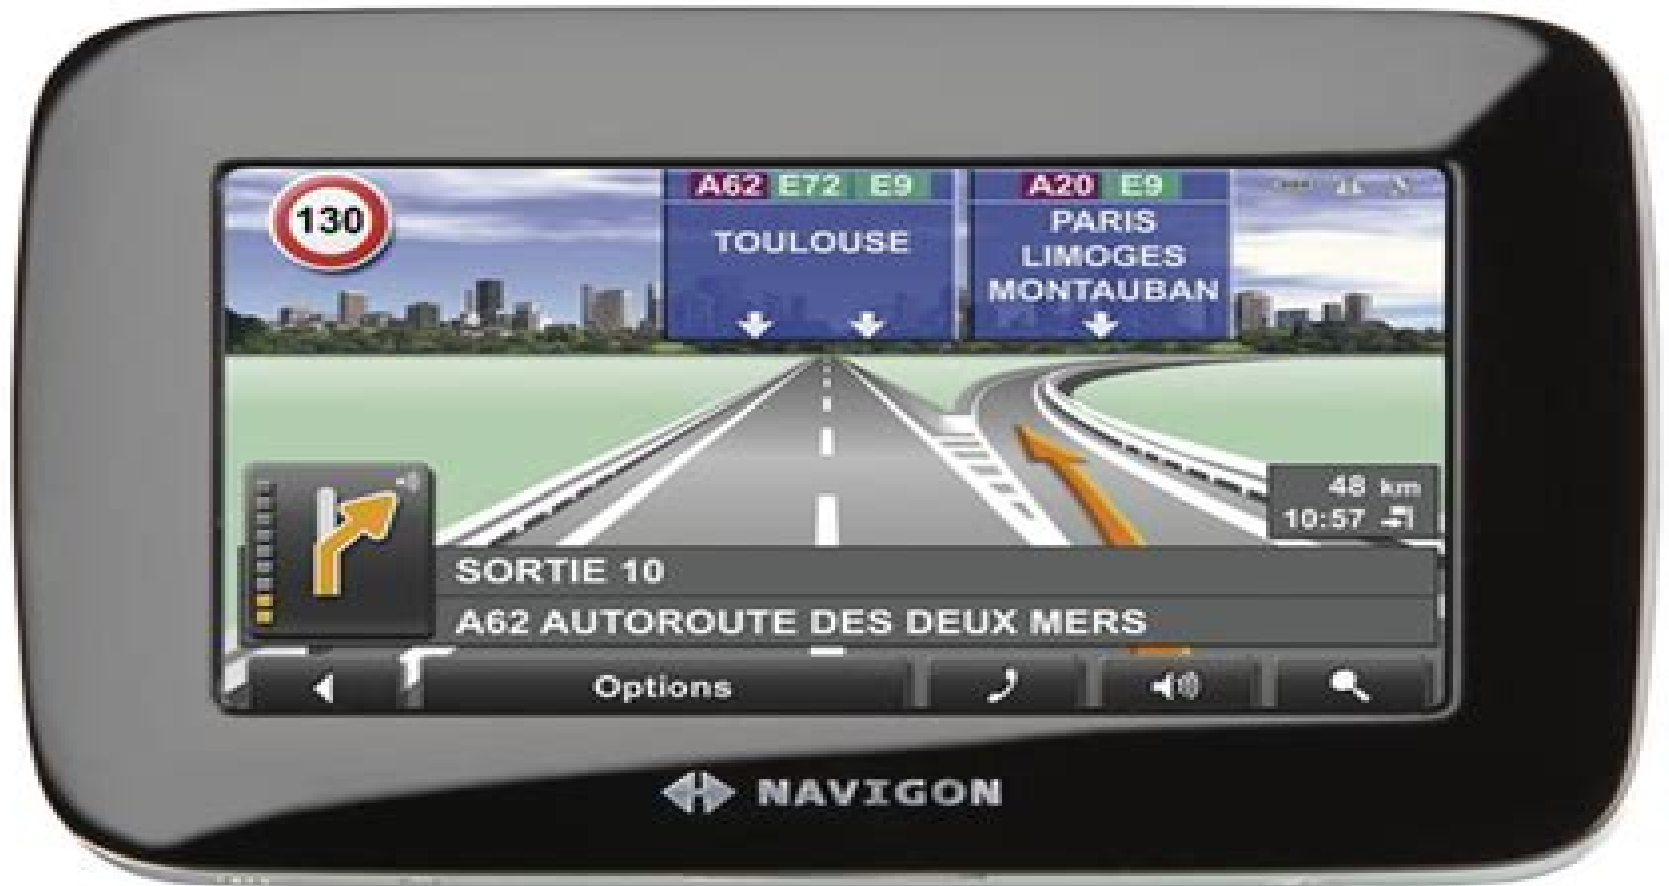 130
A62 E72 E9
TOULOUSE
A20 E9
PARIS
LIMOGES
MONTAUBAN
48 km
10:57
SORTIE 10
A62 AUTOROUTE DES DEUX MERS
Options
NAVIGON